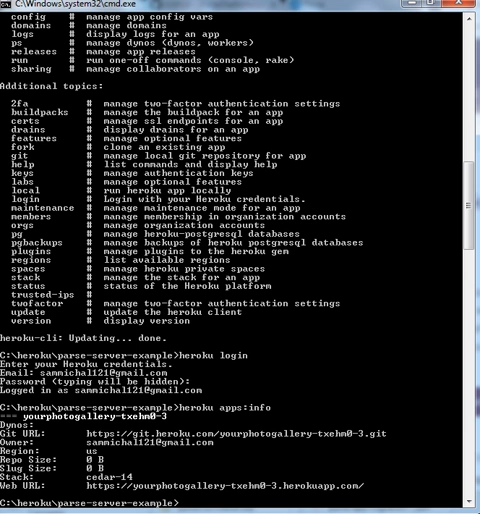 C:\Windows\system32\cmd.exe
config # manage app config vars
domains # manage domains
logs # display logs for an app
ps # manage dynos (dynos, workers)
releases # manage app releases
run # run one-off commands (console, rake)
sharing # manage collaborators on an app
Additional topics:
2fa # manage two-factor authentication settings
buildpacks # manage the buildpack for an app
certs # manage ssl endpoints for an app
drains # display drains for an app
features # manage optional features
fork # clone an existing app
git # manage local git repository for app
help # list commands and display help
keys # manage authentication keys
labs # manage optional features
local # run heroku app locally
login # Login with your Heroku credentials.
maintenance # manage maintenance mode for an app
members # manage membership in organization accounts
orgs # manage organization accounts
pg # manage heroku-postgresql databases
pgbackups # manage backups of heroku postgresql databases
plugins # manage plugins to the heroku gem
regions # list available regions
spaces # manage heroku private spaces
stack # manage the stack for an app
status # status of the Heroku platform
trusted-ips #
twofactor # manage two-factor authentication settings
update # update the heroku client
version # display version
heroku-cli: Updating... done.
C:\heroku\parse-server-example>heroku login
Enter your Heroku credentials.
Email: sammichal121@gmail.com
Password (typing will be hidden):
Logged in as sammichal121@gmail.com
C:\heroku\parse-server-example>heroku apps:info
=== yourphotogallery-txehm0-3
Dynos:
Git URL: https://git.heroku.com/yourphotogallery-txehm0-3.git
Owner: sammichal121@gmail.com
Region: us
Repo Size: 0 B
Slug Size: 0 B
Stack: cedar-14
Web URL: https://yourphotogallery-txehm0-3.herokuapp.com/
C:\heroku\parse-server-example>